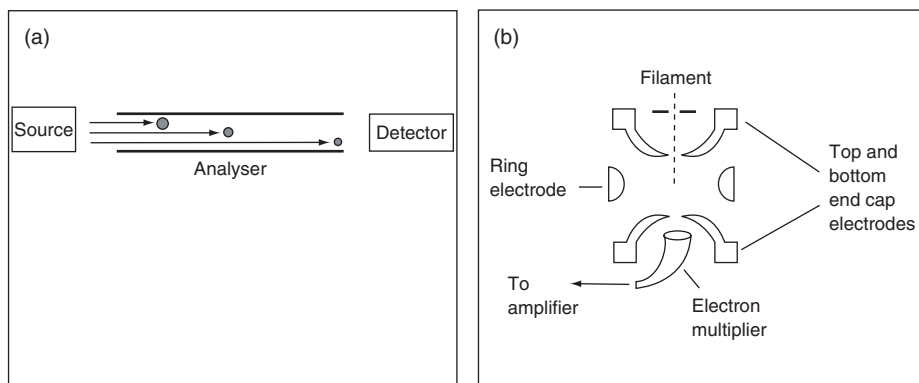 (a)
Source
Detector
Analyser
(b)
Filament
Ring
electrode
Top and
bottom
end cap
electrodes
To
amplifier
Electron
multiplier